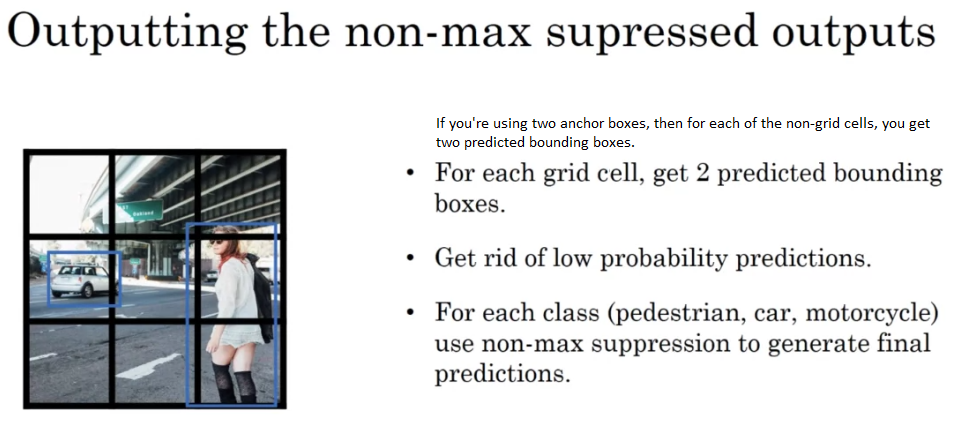 Outputting the non-max supressed outputs
If you're using two anchor boxes, then for each of the non-grid cells, you get
two predicted bounding boxes.
• For each grid cell, get 2 predicted bounding
boxes.
Oakland
• Get rid of low probability predictions.
• For each class (pedestrian, car, motorcycle)
use non-max suppression to generate final
predictions.